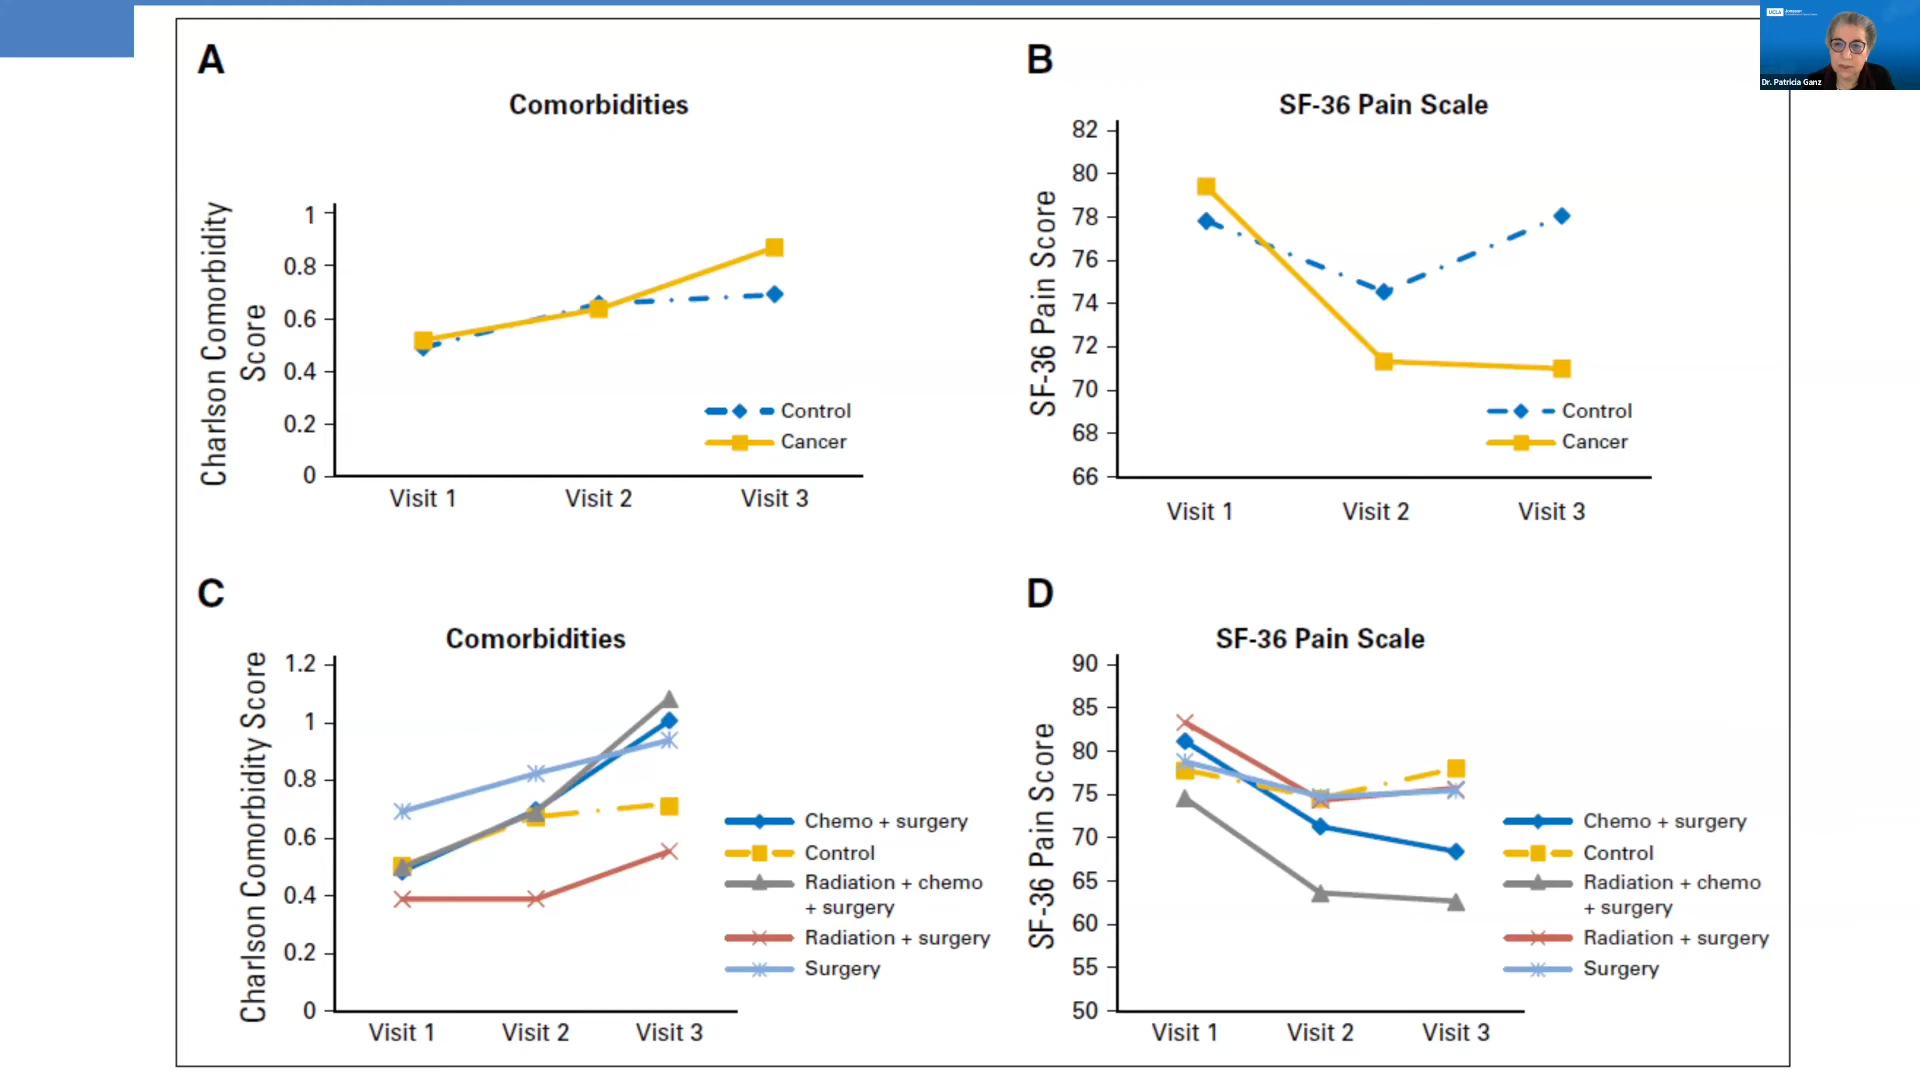 UCLA
Dr. Patricia Ganz
A
Comorbidities
Charlson Comorbidity
Score
1
0.8
0.6
0.4
0.2
0
Visit 1
Visit 2
Visit 3
Control
Cancer
B
SF-36 Pain Scale
SF-36 Pain Score
82
80
78
76
74
72
70
68
66
Visit 1
Visit 2
Visit 3
Control
Cancer
C
Comorbidities
Charlson Comorbidity Score
1.2
1
0.8
0.6
0.4
0.2
0
Visit 1
Visit 2
Visit 3
Chemo + surgery
Control
Radiation + chemo
+ surgery
Radiation + surgery
Surgery
D
SF-36 Pain Scale
SF-36 Pain Score
90
85
80
75
70
65
60
55
50
Visit 1
Visit 2
Visit 3
Chemo + surgery
Control
Radiation + chemo
+ surgery
Radiation + surgery
Surgery